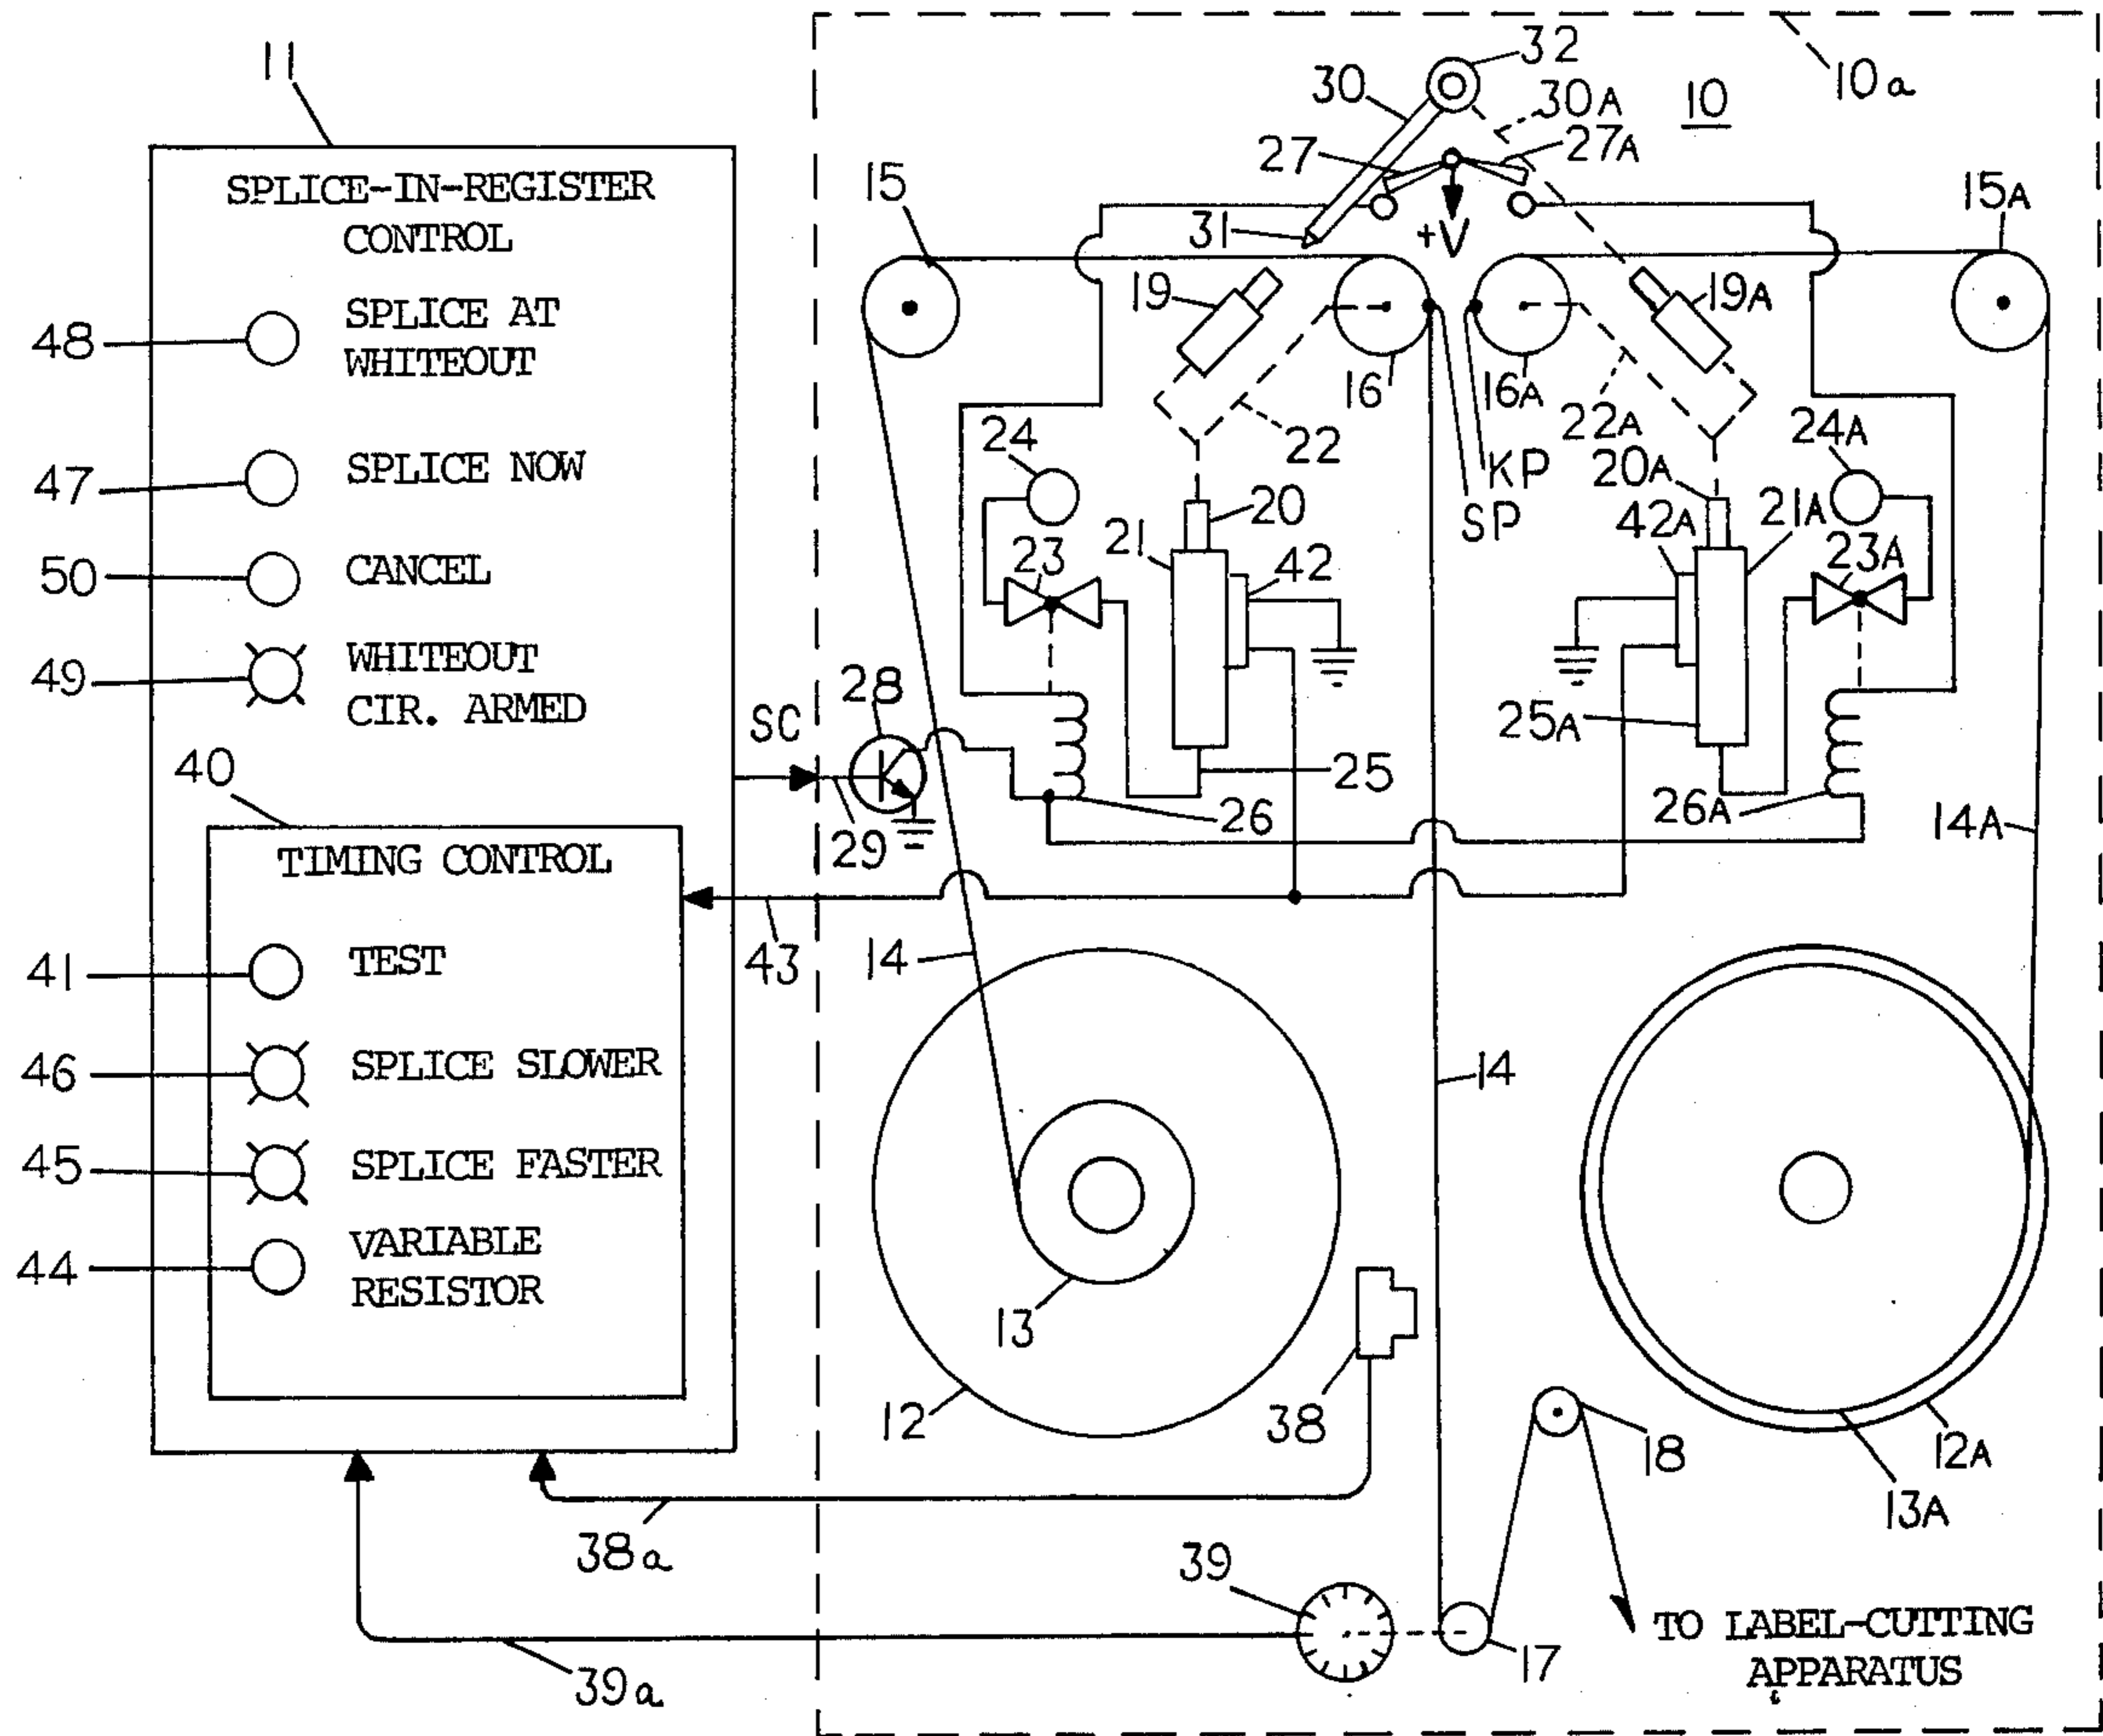 11
SPLICE-IN-REGISTER
CONTROL
48
SPLICE AT
WHITEOUT
47
SPLICE NOW
50
CANCEL
49
WHITEOUT
CIR. ARMED
40
TIMING CONTROL
41
TEST
46
SPLICE SLOWER
45
SPLICE FASTER
44
VARIABLE
RESISTOR
SC
28
29
43
38a
39a
10a
10
32
30
30A
27
27A
+V
31
15
15A
19
19A
16
16A
22
22A
KP
SP
24
24A
20
20A
21
21A
42
42A
23
23A
25
25A
26
26A
14
14A
14
13
12
38
18
12A
13A
39
17
TO LABEL-CUTTING
APPARATUS